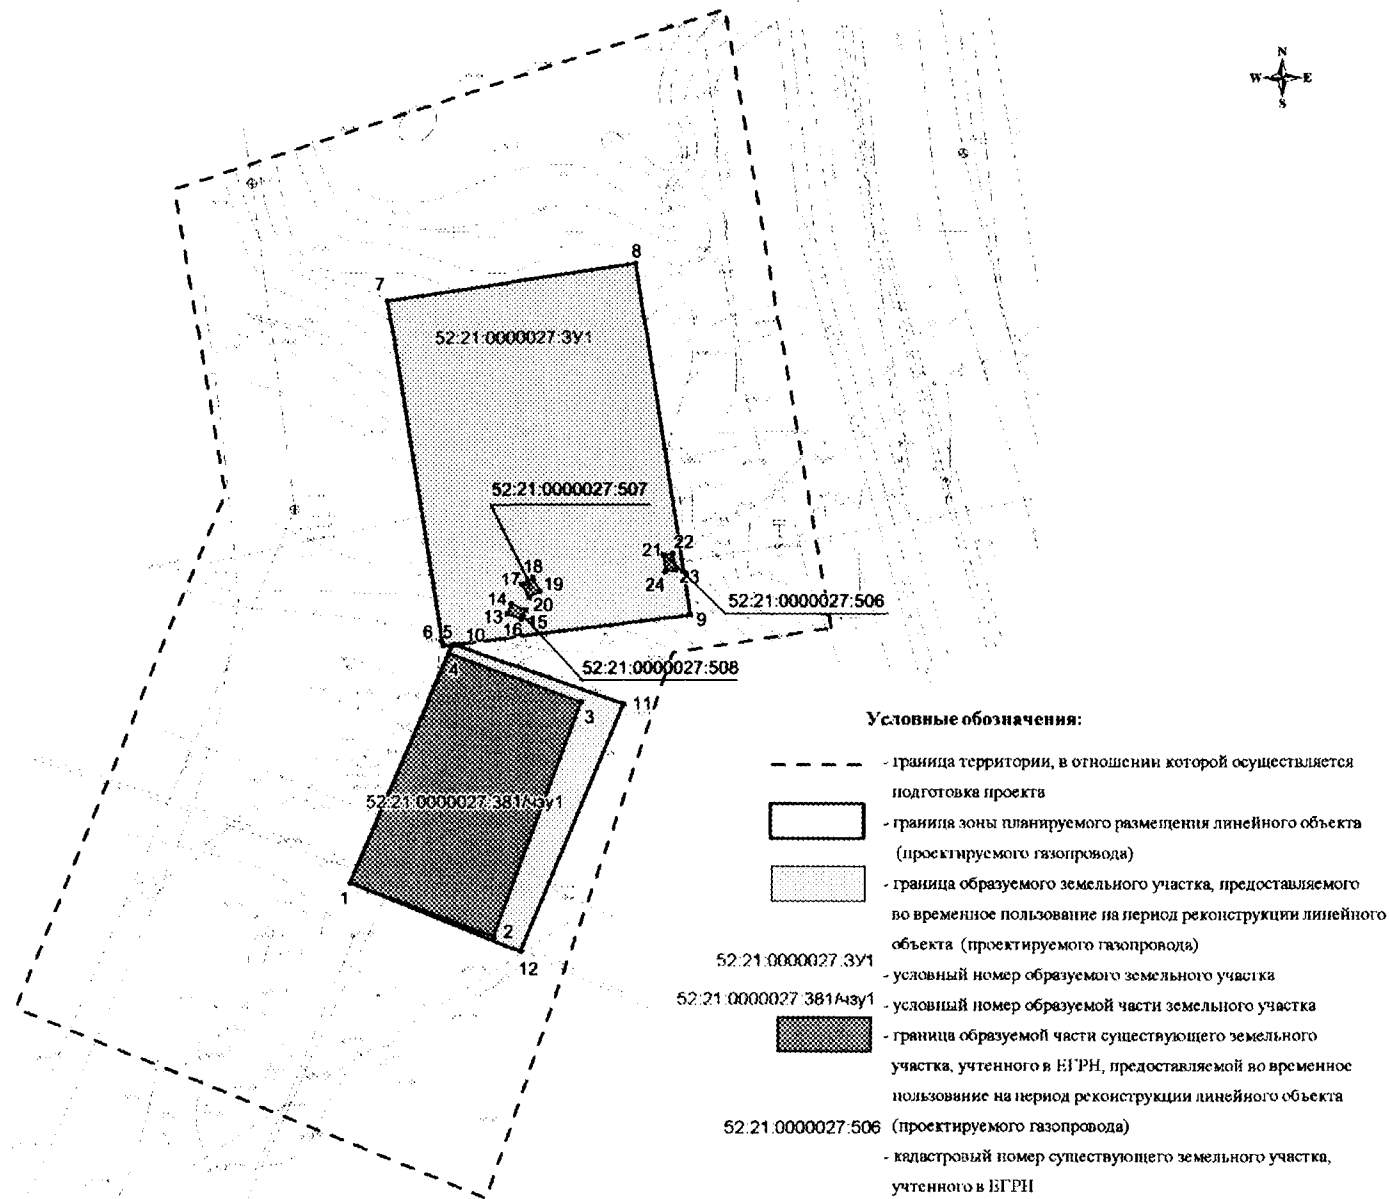 N
W E
S
8
7
52:21:0000027:ЗУ1
52:21:0000027:507
21 22
18
17 19
24 23
14
20
52:21:0000027:506
13 15
16
9
6 5 10
4
52:21:0000027:508
11
3
52:21:0000027:381/чзу1
1
2
12
Условные обозначения:
- граница территории, в отношении которой осуществляется
подготовка проекта
- граница зоны планируемого размещения линейного объекта
(проектируемого газопровода)
- граница образуемого земельного участка, предоставляемого
во временное пользование на период реконструкции линейного
объекта (проектируемого газопровода)
52:21:0000027:ЗУ1
- условный номер образуемого земельного участка
52:21:0000027:381/чзу1 - условный номер образуемой части земельного участка
- граница образуемой части существующего земельного
участка, учтенного в ЕГРН, предоставляемой во временное
пользование на период реконструкции линейного объекта
52:21:0000027:506 (проектируемого газопровода)
- кадастровый номер существующего земельного участка,
учтенного в ЕГРН